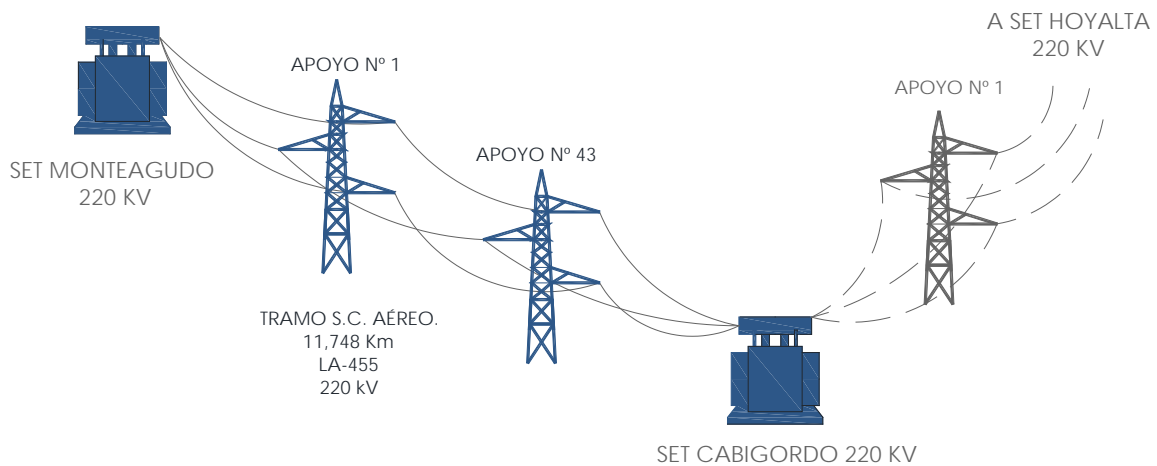 A SET HOYALTA
220 KV
APOYO Nº 1
APOYO Nº 1
APOYO Nº 43
SET MONTEAGUDO
220 KV
TRAMO S.C. AÉREO.
11,748 Km
LA-455
220 kV
SET CABIGORDO 220 KV